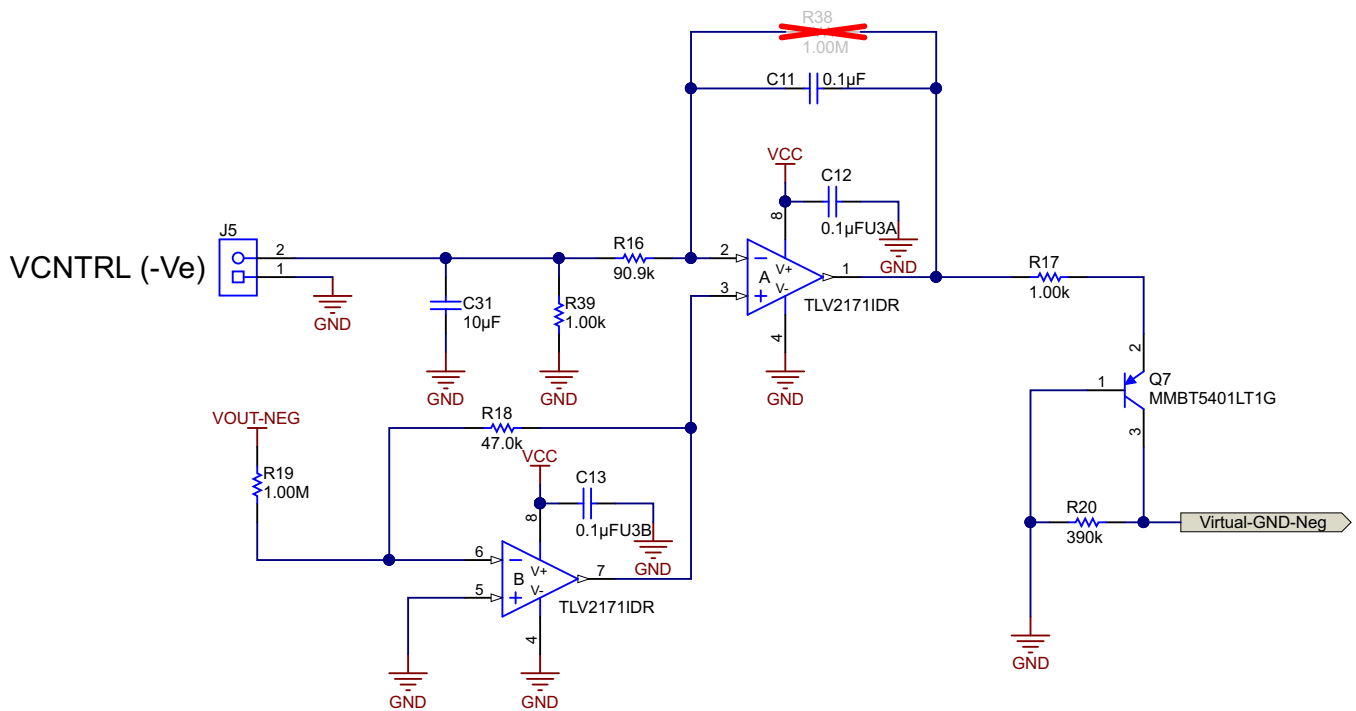 R38
1.00M
C11 0.1µF
VCC
C12
0.1µFU3A
GND
8
J5
VCNTRL (-Ve)
2
1
GND
R16
90.9k
2
3
A
V+
V-
1
TLV2171IDR
4
GND
R17
1.00k
C31
10µF
GND
R39
1.00k
GND
2
1
Q7
MMBT5401LT1G
3
VOUT-NEG
R19
1.00M
R18
47.0k
VCC
C13
0.1µFU3B
GND
8
6
5
B
V+
V-
7
TLV2171IDR
4
GND
GND
R20
390k
Virtual-GND-Neg
GND